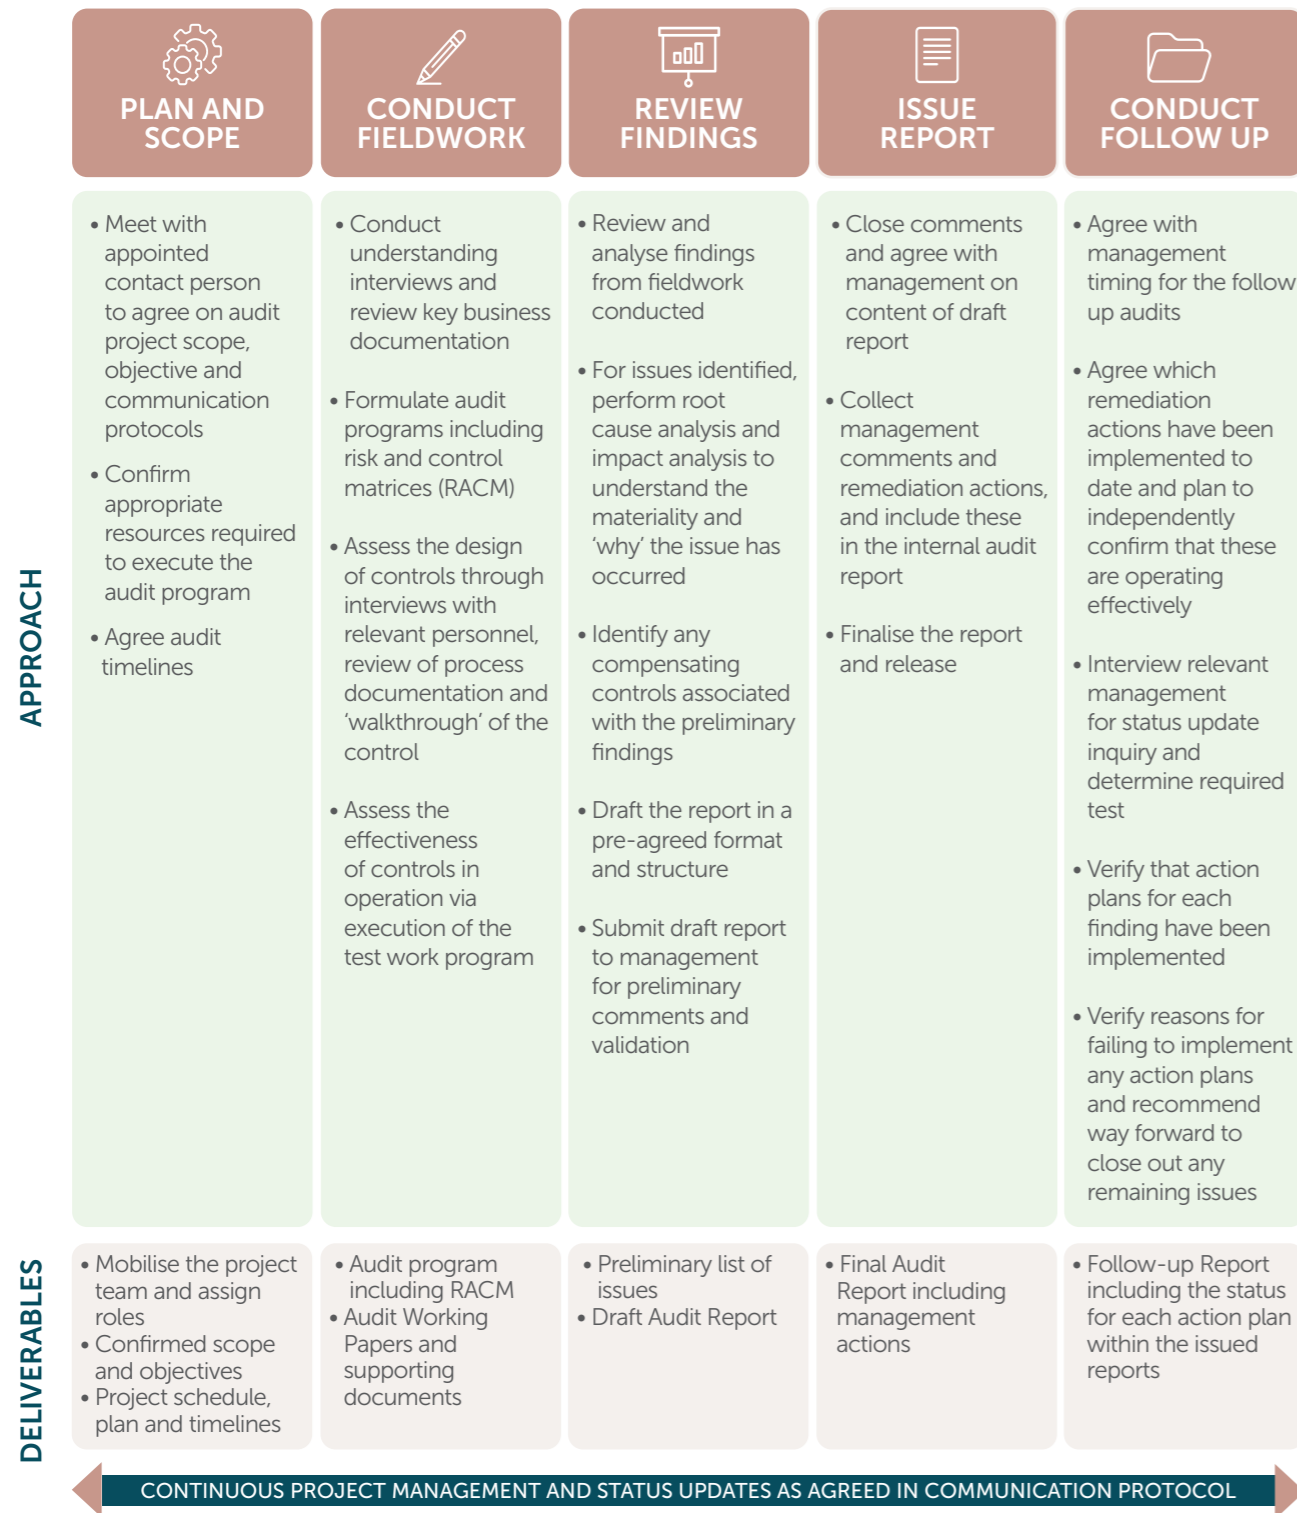 PLAN AND
SCOPE
CONDUCT
FIELDWORK
REVIEW
FINDINGS
ISSUE
REPORT
CONDUCT
FOLLOW UP
APPROACH
• Meet with
appointed
contact person
to agree on audit
project scope,
objective and
communication
protocols
• Confirm
appropriate
resources required
to execute the
audit program
• Agree audit
timelines
• Conduct
understanding
interviews and
review key business
documentation
• Formulate audit
programs including
risk and control
matrices (RACM)
• Assess the design
of controls through
interviews with
relevant personnel,
review of process
documentation and
‘walkthrough’ of the
control
• Assess the
effectiveness
of controls in
operation via
execution of the
test work program
• Review and
analyse findings
from fieldwork
conducted
• For issues identified,
perform root
cause analysis and
impact analysis to
understand the
materiality and
‘why’ the issue has
occurred
• Identify any
compensating
controls associated
with the preliminary
findings
• Draft the report in a
pre-agreed format
and structure
• Submit draft report
to management
for preliminary
comments and
validation
• Close comments
and agree with
management on
content of draft
report
• Collect
management
comments and
remediation actions,
and include these
in the internal audit
report
• Finalise the report
and release
• Agree with
management
timing for the follow
up audits
• Agree which
remediation
actions have been
implemented to
date and plan to
independently
confirm that these
are operating
effectively
• Interview relevant
management
for status update
inquiry and
determine required
test
• Verify that action
plans for each
finding have been
implemented
• Verify reasons for
failing to implement
any action plans
and recommend
way forward to
close out any
remaining issues
DELIVERABLES
• Mobilise the project
team and assign
roles
• Confirmed scope
and objectives
• Project schedule,
plan and timelines
• Audit program
including RACM
• Audit Working
Papers and
supporting
documents
• Preliminary list of
issues
• Draft Audit Report
• Final Audit
Report including
management
actions
• Follow-up Report
including the status
for each action plan
within the issued
reports
CONTINUOUS PROJECT MANAGEMENT AND STATUS UPDATES AS AGREED IN COMMUNICATION PROTOCOL